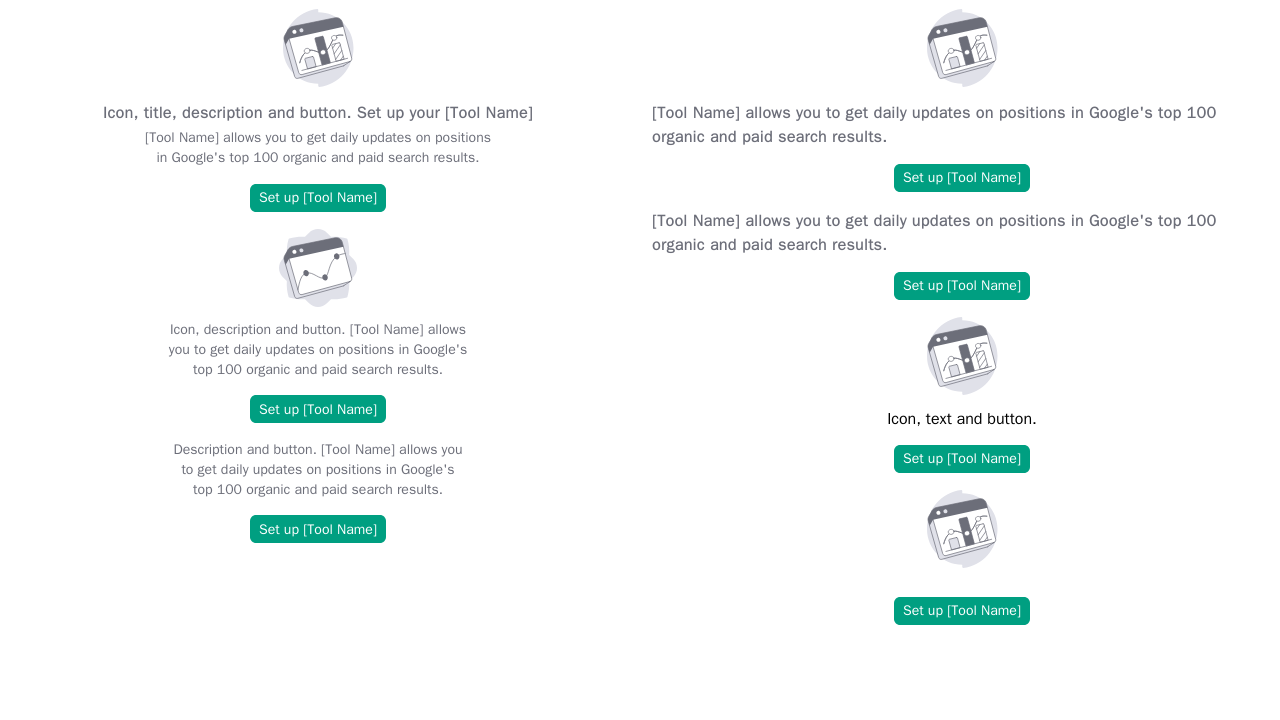 Icon, title, description and button. Set up your [Tool Name]
[Tool Name] allows you to get daily updates on positions
in Google's top 100 organic and paid search results.
Set up [Tool Name]
Icon, description and button. [Tool Name] allows
you to get daily updates on positions in Google's
top 100 organic and paid search results.
Set up [Tool Name]
Description and button. [Tool Name] allows you
to get daily updates on positions in Google's
top 100 organic and paid search results.
Set up [Tool Name]
[Tool Name] allows you to get daily updates on positions in Google's top 100
organic and paid search results.
Set up [Tool Name]
[Tool Name] allows you to get daily updates on positions in Google's top 100
organic and paid search results.
Set up [Tool Name]
Icon, text and button.
Set up [Tool Name]
Set up [Tool Name]